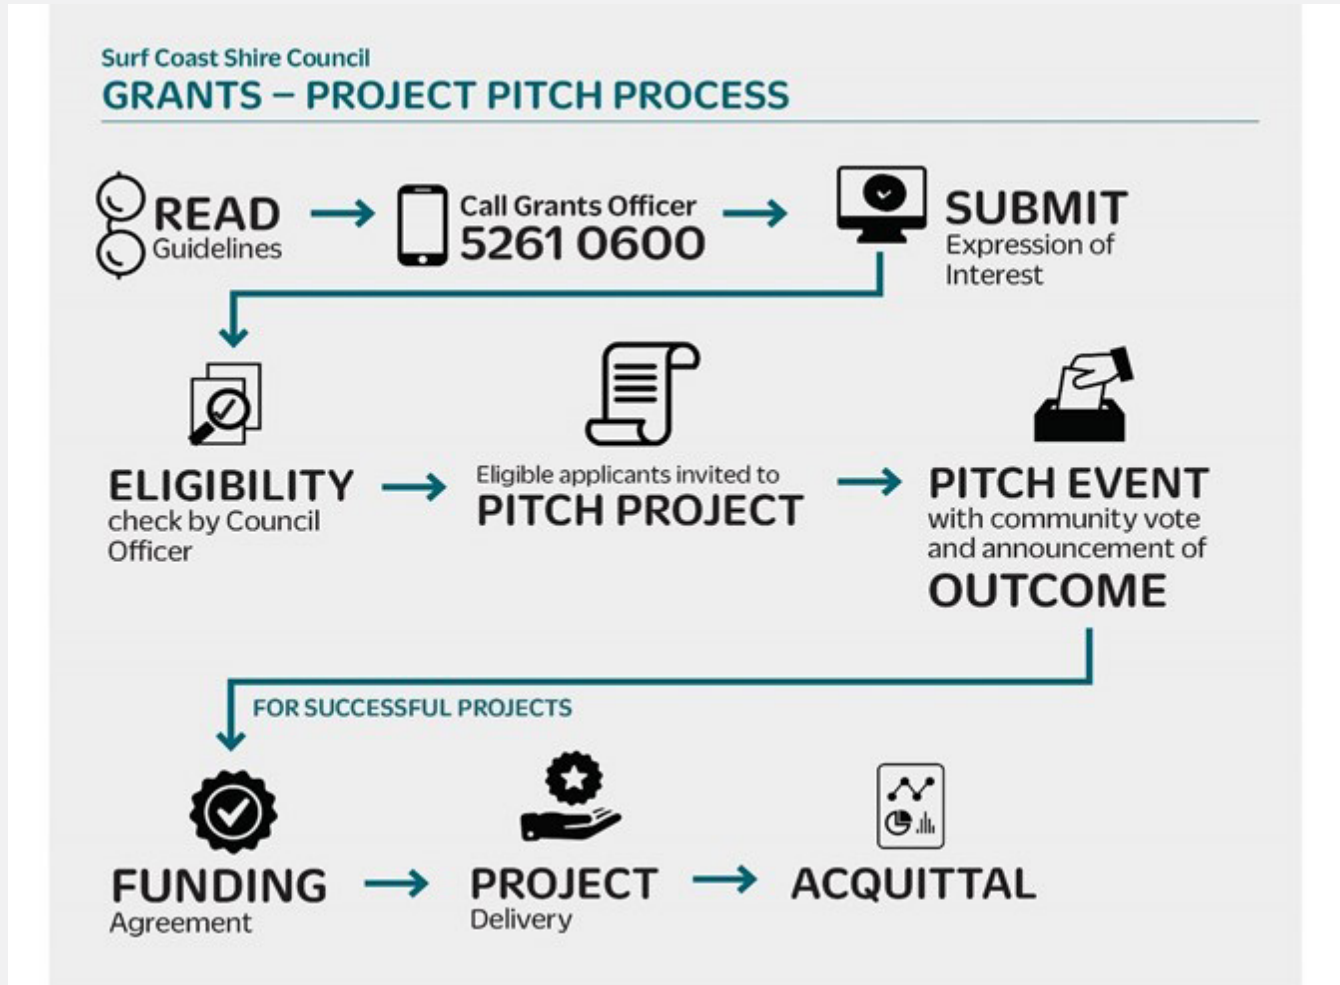 Surf Coast Shire Council
GRANTS – PROJECT PITCH PROCESS
READ
Guidelines
Call Grants Officer
5261 0600
SUBMIT
Expression of
Interest
ELIGIBILITY
check by Council
Officer
Eligible applicants invited to
PITCH PROJECT
PITCH EVENT
with community vote
and announcement of
OUTCOME
FOR SUCCESSFUL PROJECTS
FUNDING
Agreement
PROJECT
Delivery
ACQUITTAL